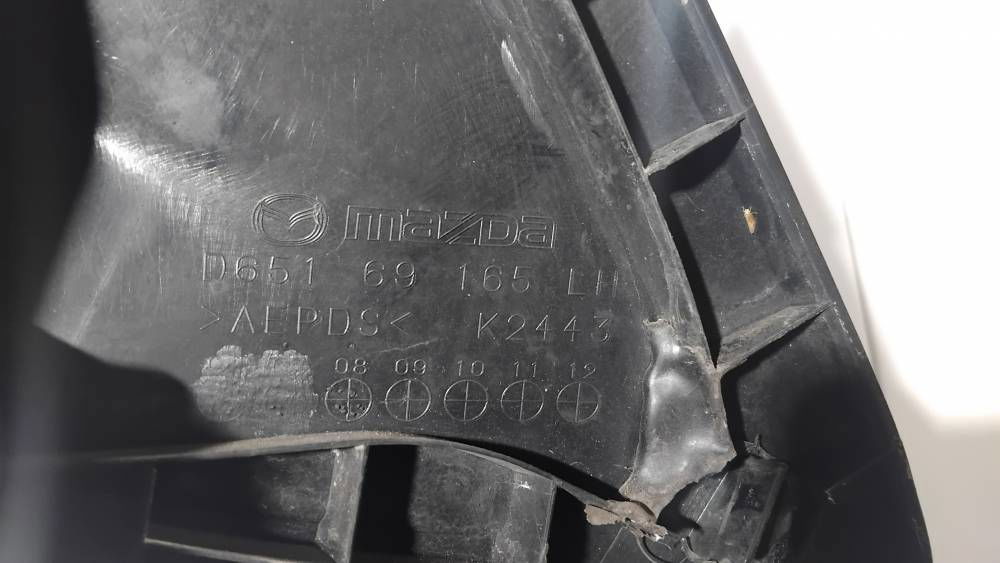 mazda
D651 69 165 LH
>AEPDS< K2443
08 09 10 11 12